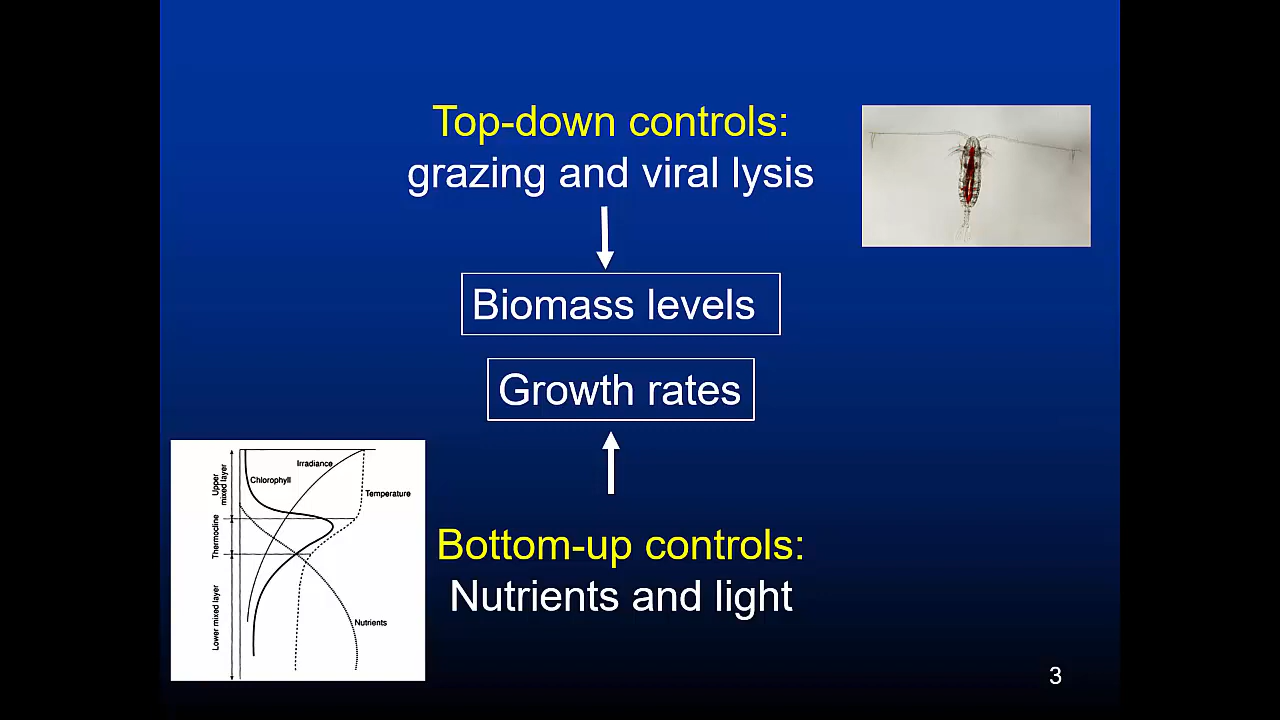 Top-down controls:
grazing and viral lysis
Biomass levels
Growth rates
Bottom-up controls:
Nutrients and light
Irradiance
Chlorophyll
Temperature
Nutrients
Upper
mixed layer
Thermocline
Lower mixed layer
3